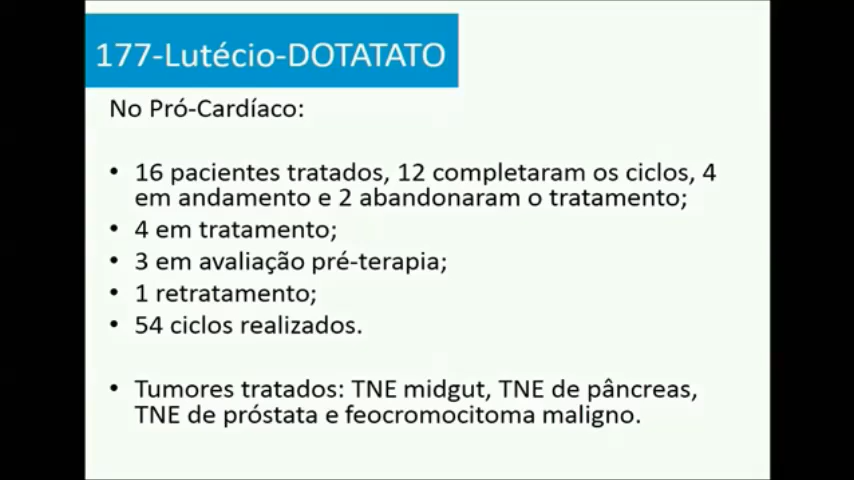 177-Lutécio-DOTATATO
No Pró-Cardíaco:
• 16 pacientes tratados, 12 completaram os ciclos, 4
em andamento e 2 abandonaram o tratamento;
• 4 em tratamento;
• 3 em avaliação pré-terapia;
• 1 retratamento;
• 54 ciclos realizados.
• Tumores tratados: TNE midgut, TNE de pâncreas,
TNE de próstata e feocromocitoma maligno.